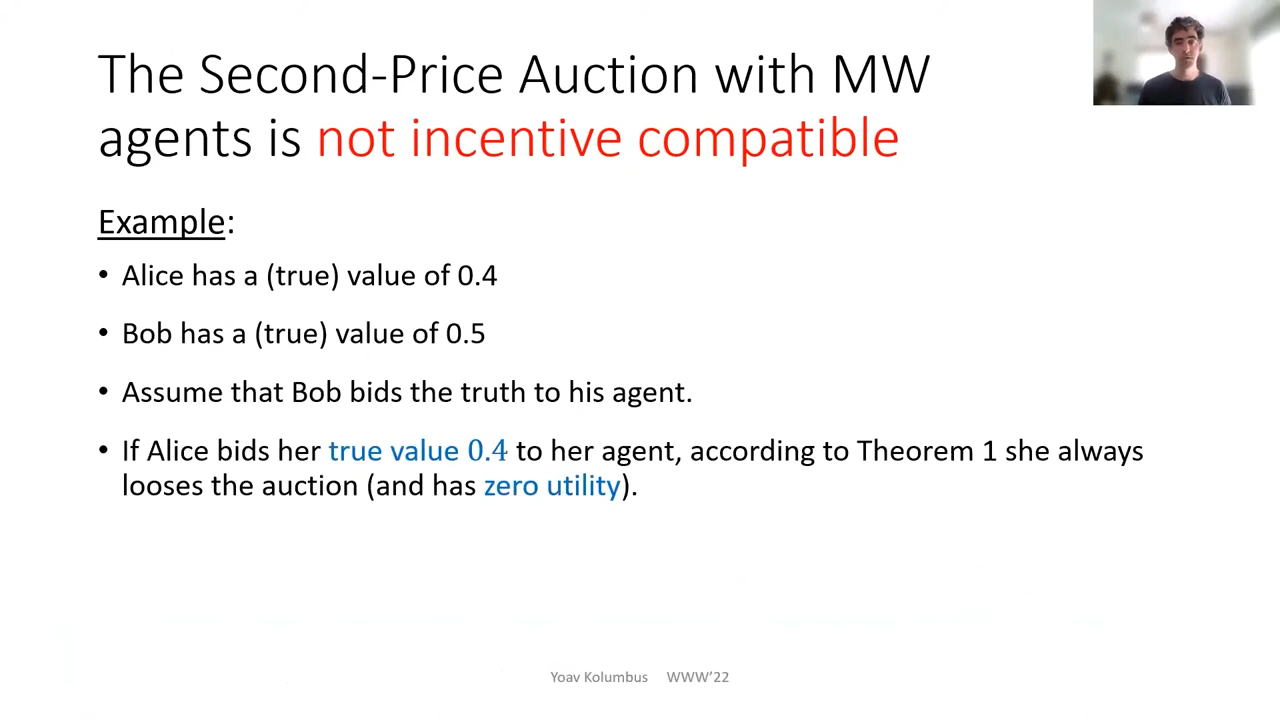 The Second-Price Auction with MW
agents is not incentive compatible
Example:
• Alice has a (true) value of 0.4
• Bob has a (true) value of 0.5
• Assume that Bob bids the truth to his agent.
• If Alice bids her true value 0.4 to her agent, according to Theorem 1 she always
looses the auction (and has zero utility).
Yoav Kolumbus WWW'22